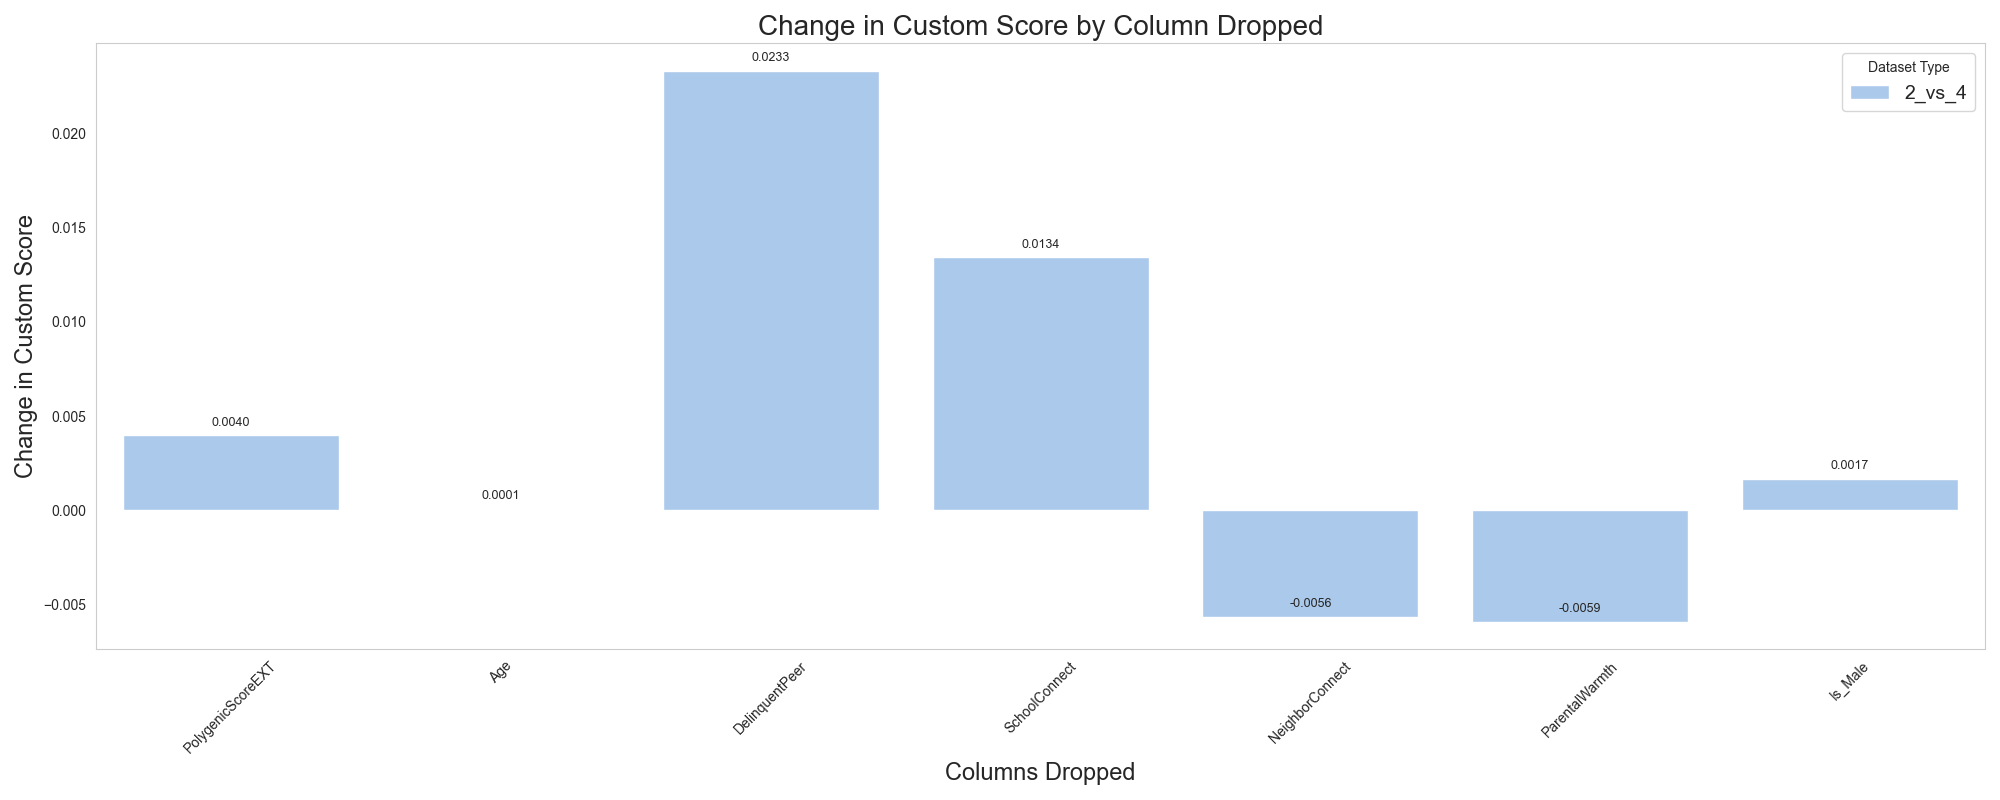 Change in Custom Score by Column Dropped
Dataset Type
2_vs_4
Change in Custom Score
0.020
0.015
0.010
0.005
0.000
−0.005
0.0040
0.0001
0.0233
0.0134
-0.0056
-0.0059
0.0017
PolygenicScoreEXT
Age
DelinquentPeer
SchoolConnect
NeighborConnect
ParentalWarmth
Is_Male
Columns Dropped